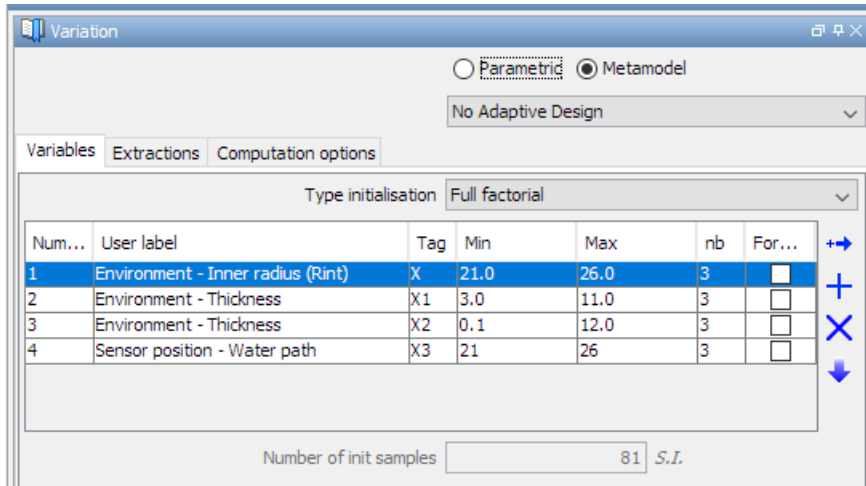 Variation
Parametric Metamodel
No Adaptive Design
Variables Extractions Computation options
Type initialisation Full factorial
Num... User label Tag Min Max nb For...
1 Environment - Inner radius (Rint) X 21.0 26.0 3
2 Environment - Thickness X1 3.0 11.0 3
3 Environment - Thickness X2 0.1 12.0 3
4 Sensor position - Water path X3 21 26 3
Number of init samples 81 S.I.